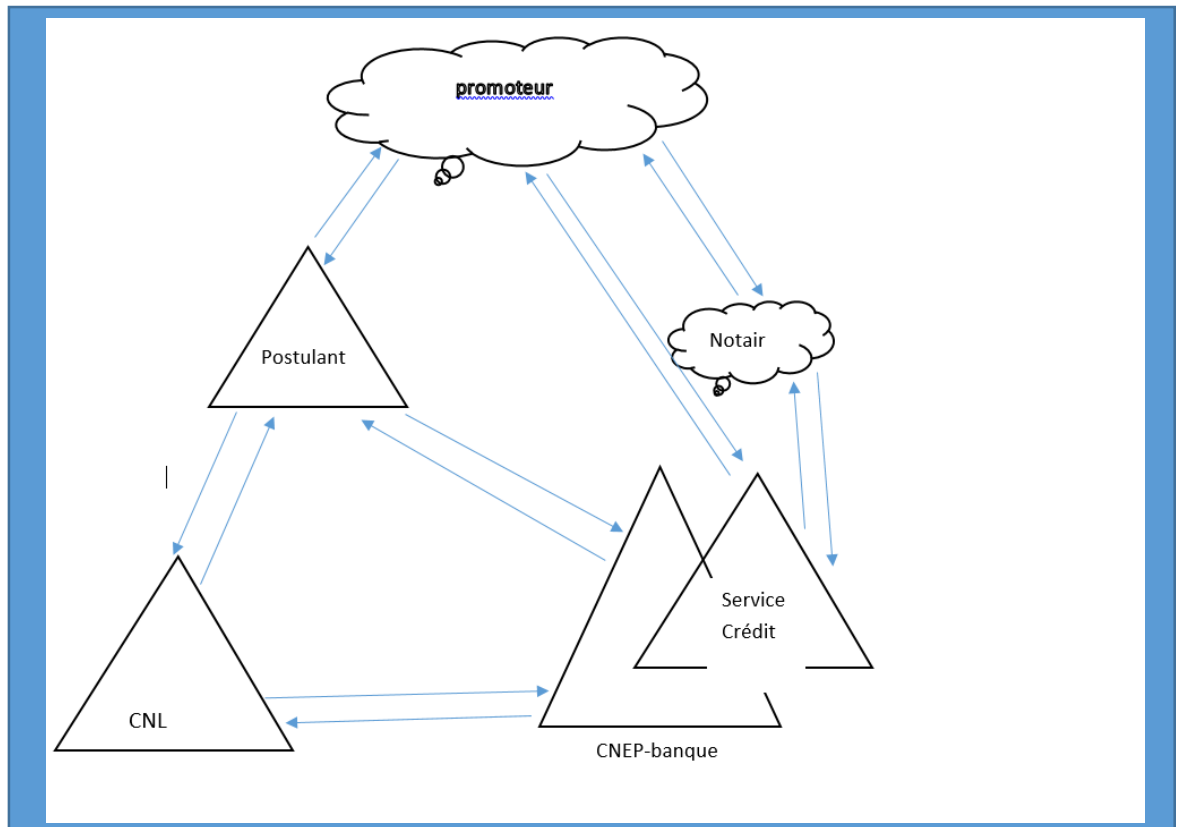 promoteur
Notair
Postulant
Service
Crédit
CNL
CNEP-banque